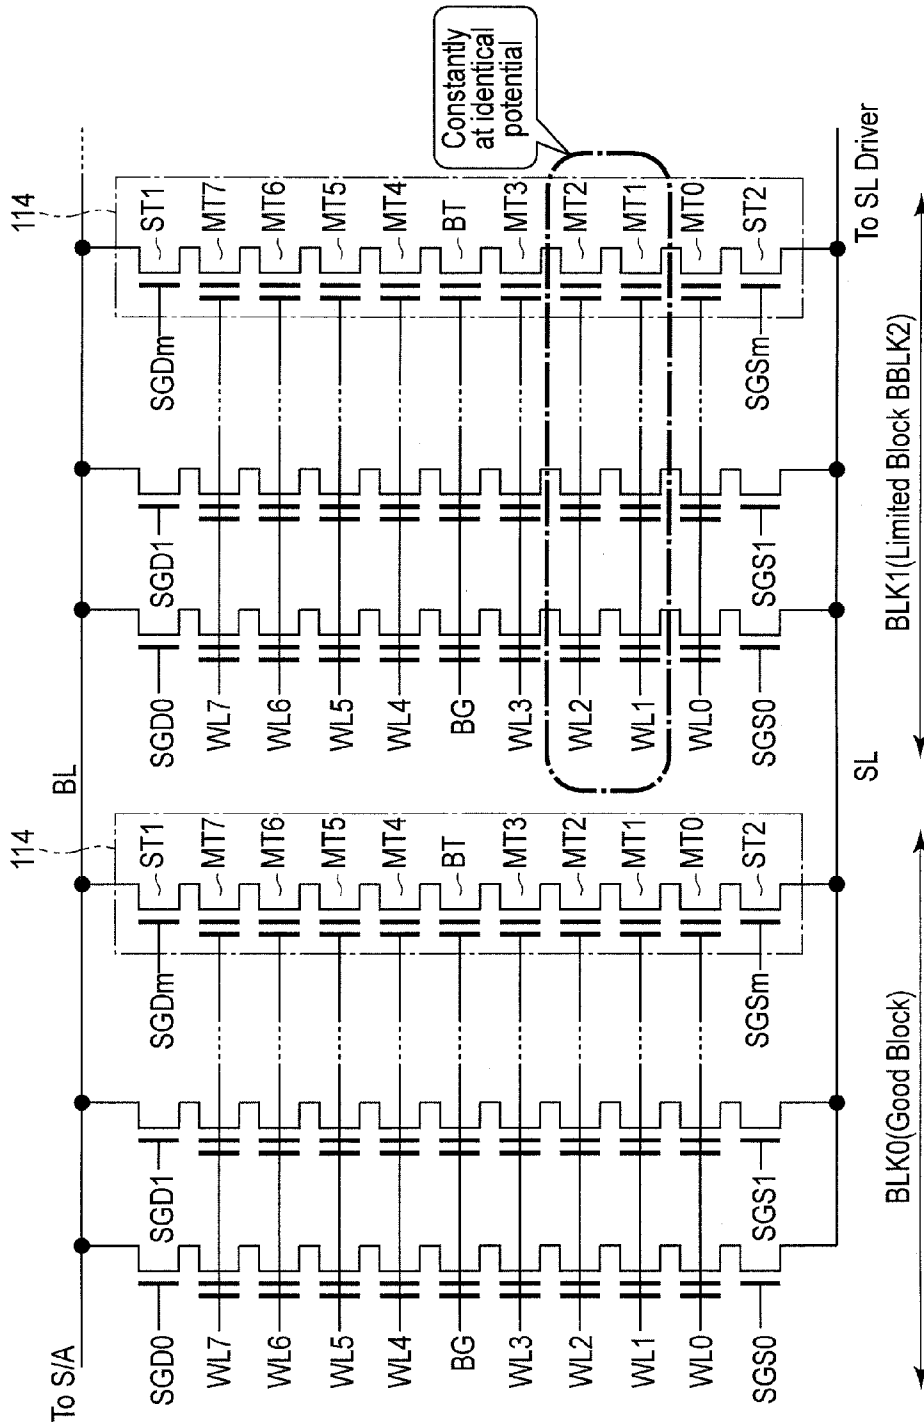 To S/A
BL
114
114
SGD0
SGD1
SGDm
ST1
SGD0
SGD1
SGDm
ST1
WL7
MT7
WL7
MT7
WL6
MT6
WL6
MT6
WL5
MT5
WL5
MT5
WL4
MT4
WL4
MT4
BG
BT
BG
BT
WL3
MT3
WL3
MT3
WL2
MT2
WL2
MT2
WL1
MT1
WL1
MT1
WL0
MT0
WL0
MT0
SGS0
SGS1
SGSm
ST2
SGS0
SGS1
SGSm
ST2
Constantly
at identical
potential
SL
To SL Driver
BLK0(Good Block)
BLK1(Limited Block BBLK2)